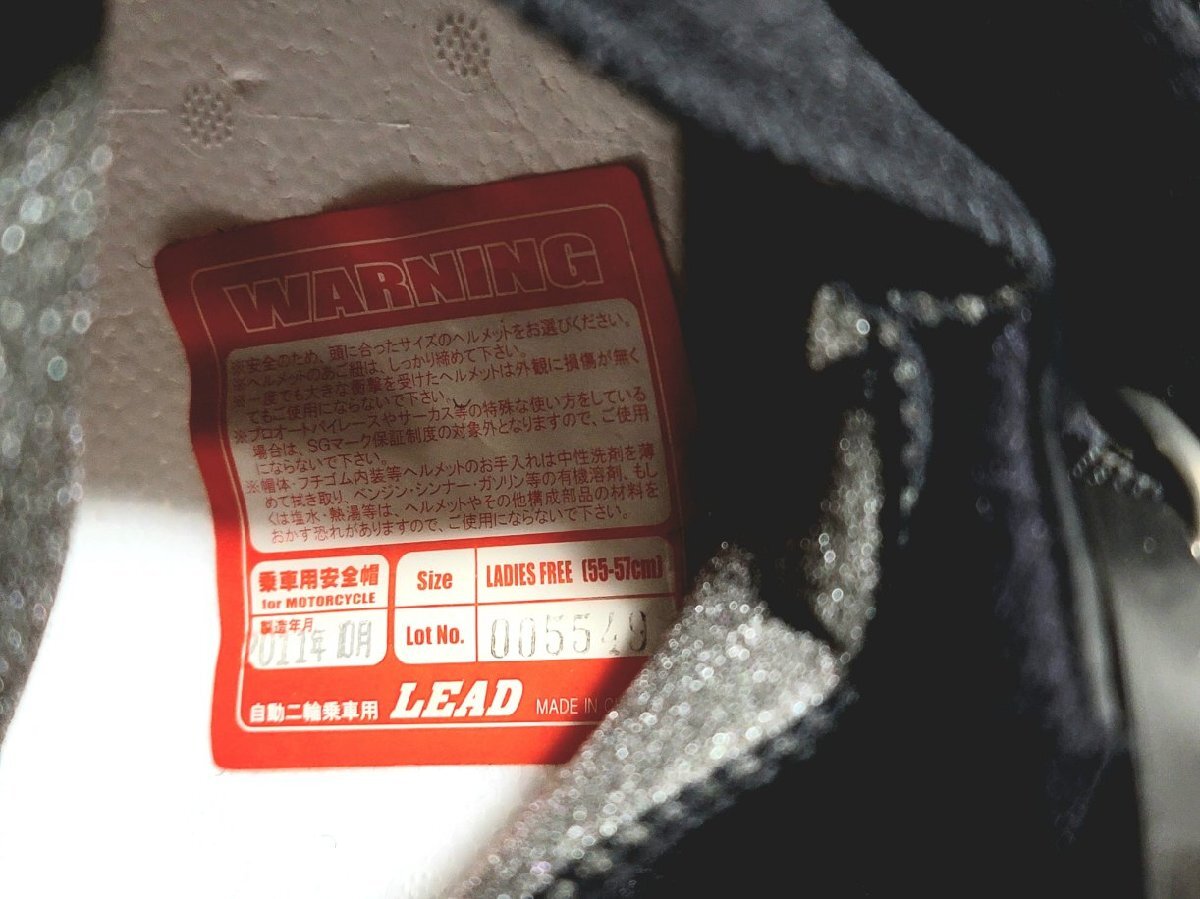 WARNING
※安全のため、頭に合ったサイズのヘルメットをお選びください。
※ヘルメットのあご紐は、しっかり締めて下さい。
※一度でも大きな衝撃を受けたヘルメットは外観に損傷が無く
てもご使用にならないで下さい。
※プロオートバイレースやサーカス等の特殊な使い方をしている
場合は、SGマーク保証制度の対象外となりますので、ご使用
にならないで下さい。
※帽体・フチゴム内装等ヘルメットのお手入れは中性洗剤を薄
めて拭き取り、ベンジン・シンナー・ガソリン等の有機溶剤、もし
くは塩水・熱湯等は、ヘルメットやその他構成部品の材料を
おかす恐れがありますので、ご使用にならないで下さい。
乗車用安全帽
for MOTORCYCLE
製造年月
2011年 10月
Size
LADIES FREE (55-57cm)
Lot No.
005549
自動二輪乗車用
LEAD
MADE IN